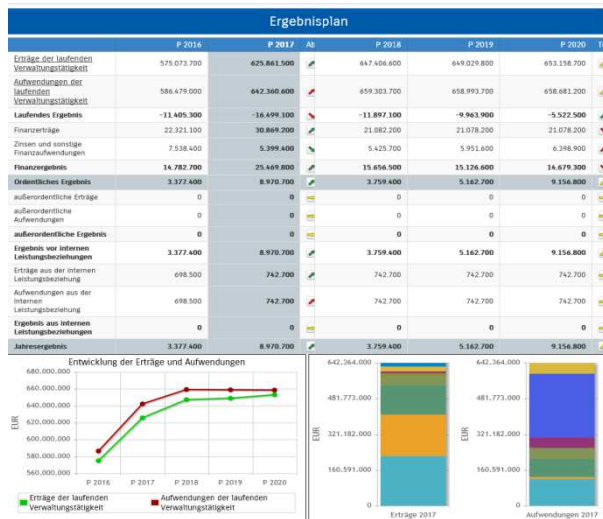 Ergebnisplan
P 2016 P 2017 Ab P 2018 P 2019 P 2020
Erträge der laufenden
Verwaltungstätigkeit 575.073.700 625.861.500 647.406.600 649.029.800 653.158.700
Aufwendungen der
laufenden
Verwaltungstätigkeit 586.479.000 642.360.600 659.303.700 658.993.700 658.681.200
Laufendes Ergebnis -11.405.300 -16.499.100 -11.897.100 -9.963.900 -5.522.500
Finanzerträge 22.321.100 30.869.200 21.082.200 21.078.200 21.078.200
Zinsen und sonstige
Finanzaufwendungen 7.538.400 5.399.400 5.425.700 5.951.600 6.398.900
Finanzergebnis 14.782.700 25.469.800 15.656.500 15.126.600 14.679.300
Ordentliches Ergebnis 3.377.400 8.970.700 3.759.400 5.162.700 9.156.800
außerordentliche Erträge 0 0 0 0 0
außerordentliche
Aufwendungen 0 0 0 0 0
außerordentliche Ergebnis 0 0 0 0 0
Ergebnis vor internen
Leistungsbeziehungen 3.377.400 8.970.700 3.759.400 5.162.700 9.156.800
Erträge aus der internen
Leistungsbeziehung 698.500 742.700 742.700 742.700 742.700
Aufwendungen aus der
internen
Leistungsbeziehung 698.500 742.700 742.700 742.700 742.700
Ergebnis aus internen
Leistungsbeziehungen 0 0 0 0 0
Jahresergebnis 3.377.400 8.970.700 3.759.400 5.162.700 9.156.800
Entwicklung der Erträge und Aufwendungen
680.000.000
660.000.000
640.000.000
620.000.000
600.000.000
580.000.000
560.000.000
EUR
P 2016 P 2017 P 2018 P 2019 P 2020
Erträge der laufenden Verwaltungstätigkeit
Aufwendungen der laufenden Verwaltungstätigkeit
642.364.000
481.773.000
321.182.000
160.591.000
0
EUR
Erträge 2017
642.364.000
481.773.000
321.182.000
160.591.000
0
EUR
Aufwendungen 2017